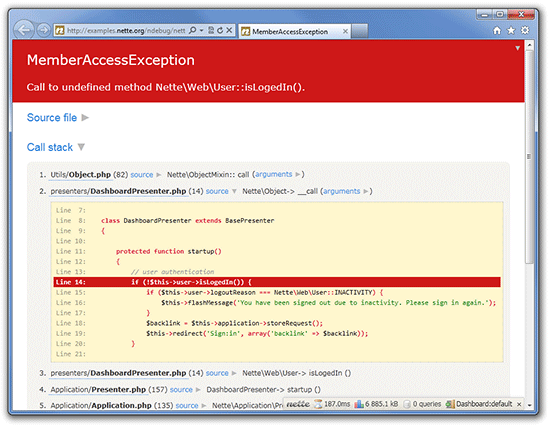 http://examples.nette.org/ndebug/nett
MemberAccessException
MemberAccessException
Call to undefined method Nette\Web\User::isLogedIn().
Source file ►
Call stack ▼
1. Utils/Object.php (82) source ► Nette\ObjectMixin:: call (arguments ►)
2. presenters/DashboardPresenter.php (14) source ▼ Nette\Object-> __call (arguments ►)
Line 7:
Line 8: class DashboardPresenter extends BasePresenter
Line 9: {
Line 10:
Line 11: protected function startup()
Line 12: {
Line 13: // user authentication
Line 14: if (!$this->user->isLogedIn()) {
Line 15: if ($this->user->logoutReason === Nette\Web\User::INACTIVITY) {
Line 16: $this->flashMessage('You have been signed out due to inactivity. Please sign in again.');
Line 17: }
Line 18: $backlink = $this->application->storeRequest();
Line 19: $this->redirect('Sign:in', array('backlink' => $backlink));
Line 20: }
Line 21:
3. presenters/DashboardPresenter.php (14) source ► Nette\Web\User-> isLogedIn ()
4. Application/Presenter.php (157) source ► DashboardPresenter-> startup ()
5. Application/Application.php (135) source ► Nette\Application\Pr
nette 187.0ms 6 885.1 kB 0 queries Dashboard:default ×